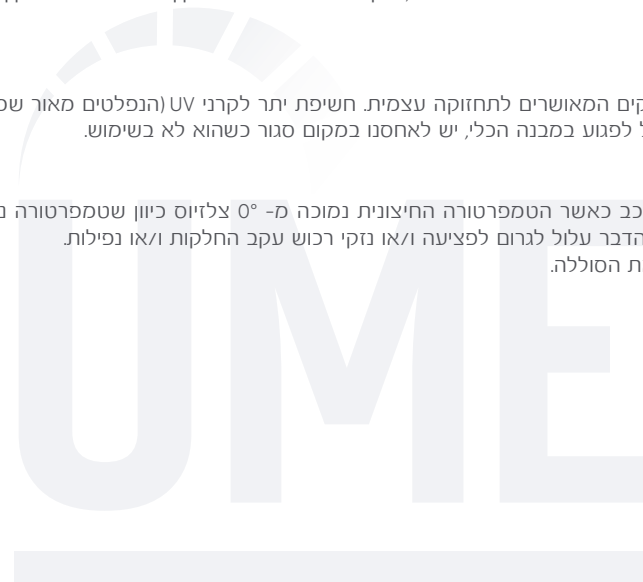 המאושרים לתחזוקה עצמית. חשיפת יתר לקרני UV (הנפלטים מאור
לפגוע במבנה הכלי, יש לאחסנו במקום סגור כשהוא לא בשימוש.
כאשר הטמפרטורה החיצונית נמוכה מ- 0° צלזיוס כיוון שטמפרטורה
הדבר עלול לגרום לפציעה ו/או נזקי רכוש עקב החלקות ו/או נפילות.
הסוללה.
UME